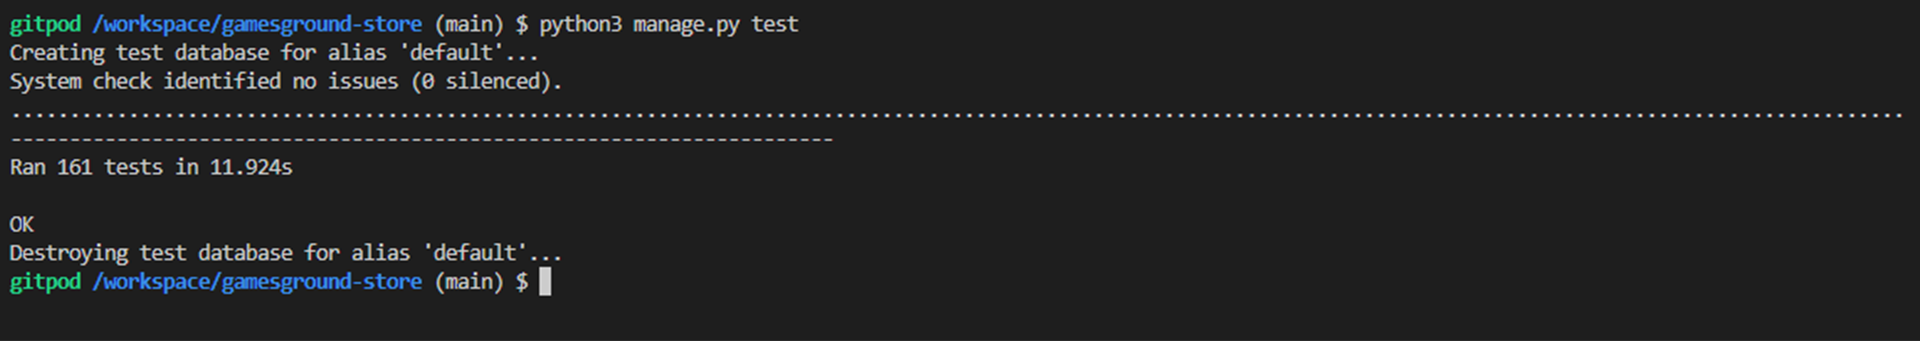 gitpod /workspace/gamesground-store (main) $ python3 manage.py test
Creating test database for alias 'default'...
System check identified no issues (0 silenced).
.................................................................................................................................................................
----------------------------------------------------------------------
Ran 161 tests in 11.924s
OK
Destroying test database for alias 'default'...
gitpod /workspace/gamesground-store (main) $